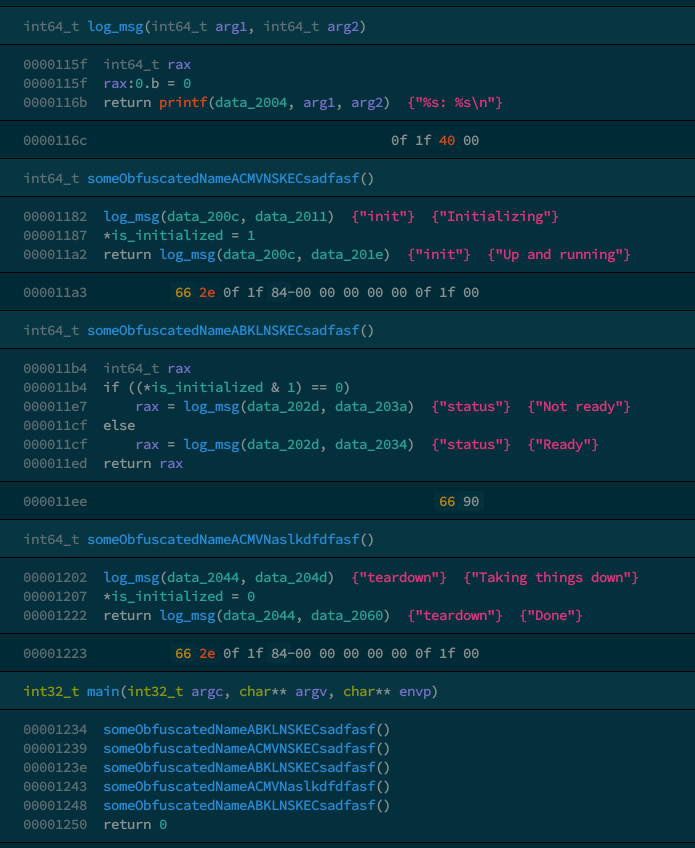 int64_t log_msg(int64_t arg1, int64_t arg2)
0000115f  int64_t rax
0000115f  rax:0.b = 0
0000116b  return printf(data_2004, arg1, arg2)  {"%s: %s\n"}
0000116c  0f 1f 40 00
int64_t someObfuscatedNameACMVNSKECsadfasf()
00001182  log_msg(data_200c, data_2011)  {"init"}  {"Initializing"}
00001187  *is_initialized = 1
000011a2  return log_msg(data_200c, data_201e)  {"init"}  {"Up and running"}
000011a3  66 2e 0f 1f 84-00 00 00 00 00 0f 1f 00
int64_t someObfuscatedNameABKLNSKECsadfasf()
000011b4  int64_t rax
000011b4  if ((*is_initialized & 1) == 0)
000011e7      rax = log_msg(data_202d, data_203a)  {"status"}  {"Not ready"}
000011cf  else
000011cf      rax = log_msg(data_202d, data_2034)  {"status"}  {"Ready"}
000011ed  return rax
000011ee  66 90
int64_t someObfuscatedNameACMVNaslkdfdfasf()
00001202  log_msg(data_2044, data_204d)  {"teardown"}  {"Taking things down"}
00001207  *is_initialized = 0
00001222  return log_msg(data_2044, data_2060)  {"teardown"}  {"Done"}
00001223  66 2e 0f 1f 84-00 00 00 00 00 0f 1f 00
int32_t main(int32_t argc, char** argv, char** envp)
00001234  someObfuscatedNameABKLNSKECsadfasf()
00001239  someObfuscatedNameACMVNSKECsadfasf()
0000123e  someObfuscatedNameABKLNSKECsadfasf()
00001243  someObfuscatedNameACMVNaslkdfdfasf()
00001248  someObfuscatedNameABKLNSKECsadfasf()
00001250  return 0